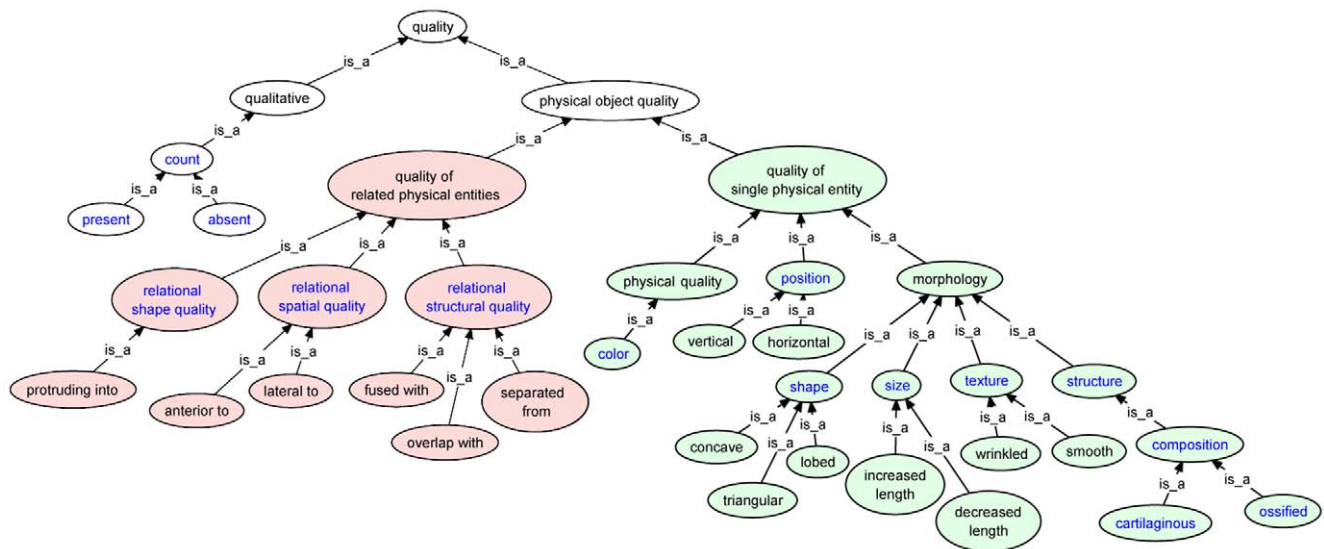 quality
is_a
is_a
qualitative
physical object quality
is_a
is_a
is_a
count
quality of
related physical entities
quality of
single physical entity
is_a
is_a
present
absent
is_a
is_a
is_a
is_a
is_a
is_a
relational
shape quality
relational
spatial quality
relational
structural quality
physical quality
position
morphology
is_a
is_a
is_a
is_a
is_a
is_a
is_a
is_a
is_a
is_a
is_a
is_a
is_a
vertical
horizontal
color
protruding into
anterior to
lateral to
fused with
overlap with
separated
from
shape
size
texture
structure
is_a
is_a
is_a
is_a
is_a
is_a
is_a
is_a
concave
lobed
triangular
increased
length
decreased
length
wrinkled
smooth
composition
is_a
is_a
cartilaginous
ossified